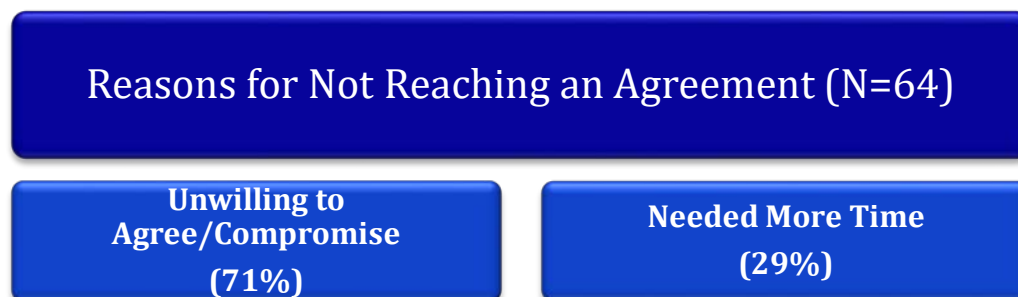 Reasons for Not Reaching an Agreement (N=64)
Unwilling to
Agree/Compromise
(71%)
Needed More Time
(29%)